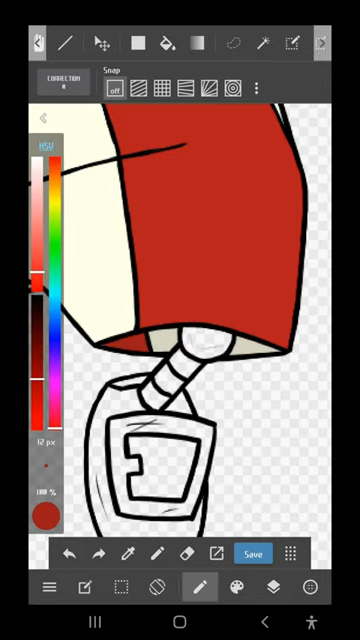 Snap
CORRECTION
off
HSV
12 px
100 %
Save